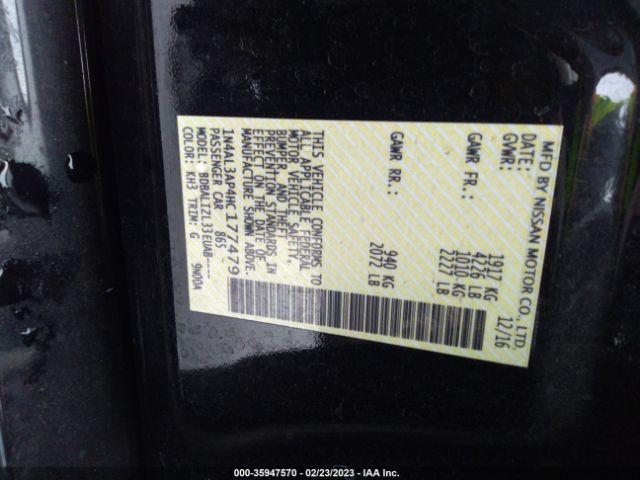 MFD BY NISSAN MOTOR CO., LTD.
DATE: 12/16
GVWR: 1917 KG
4226 LB
GAWR FR.: 1010 KG
2227 LB
GAWR RR.: 940 KG
2072 LB
THIS VEHICLE CONFORMS TO
ALL APPLICABLE FEDERAL
MOTOR VEHICLE SAFETY,
BUMPER, AND THEFT
PREVENTION STANDARDS IN
EFFECT ON THE DATE OF
MANUFACTURE SHOWN ABOVE.
1N4AL3AP4HC177479
PASSENGER CAR 865
MODEL: BDBALIZL33EUAB-----
COLOR: KH3 TRIM: G 9N00A
000-35947570 - 02/23/2023 - IAA Inc.